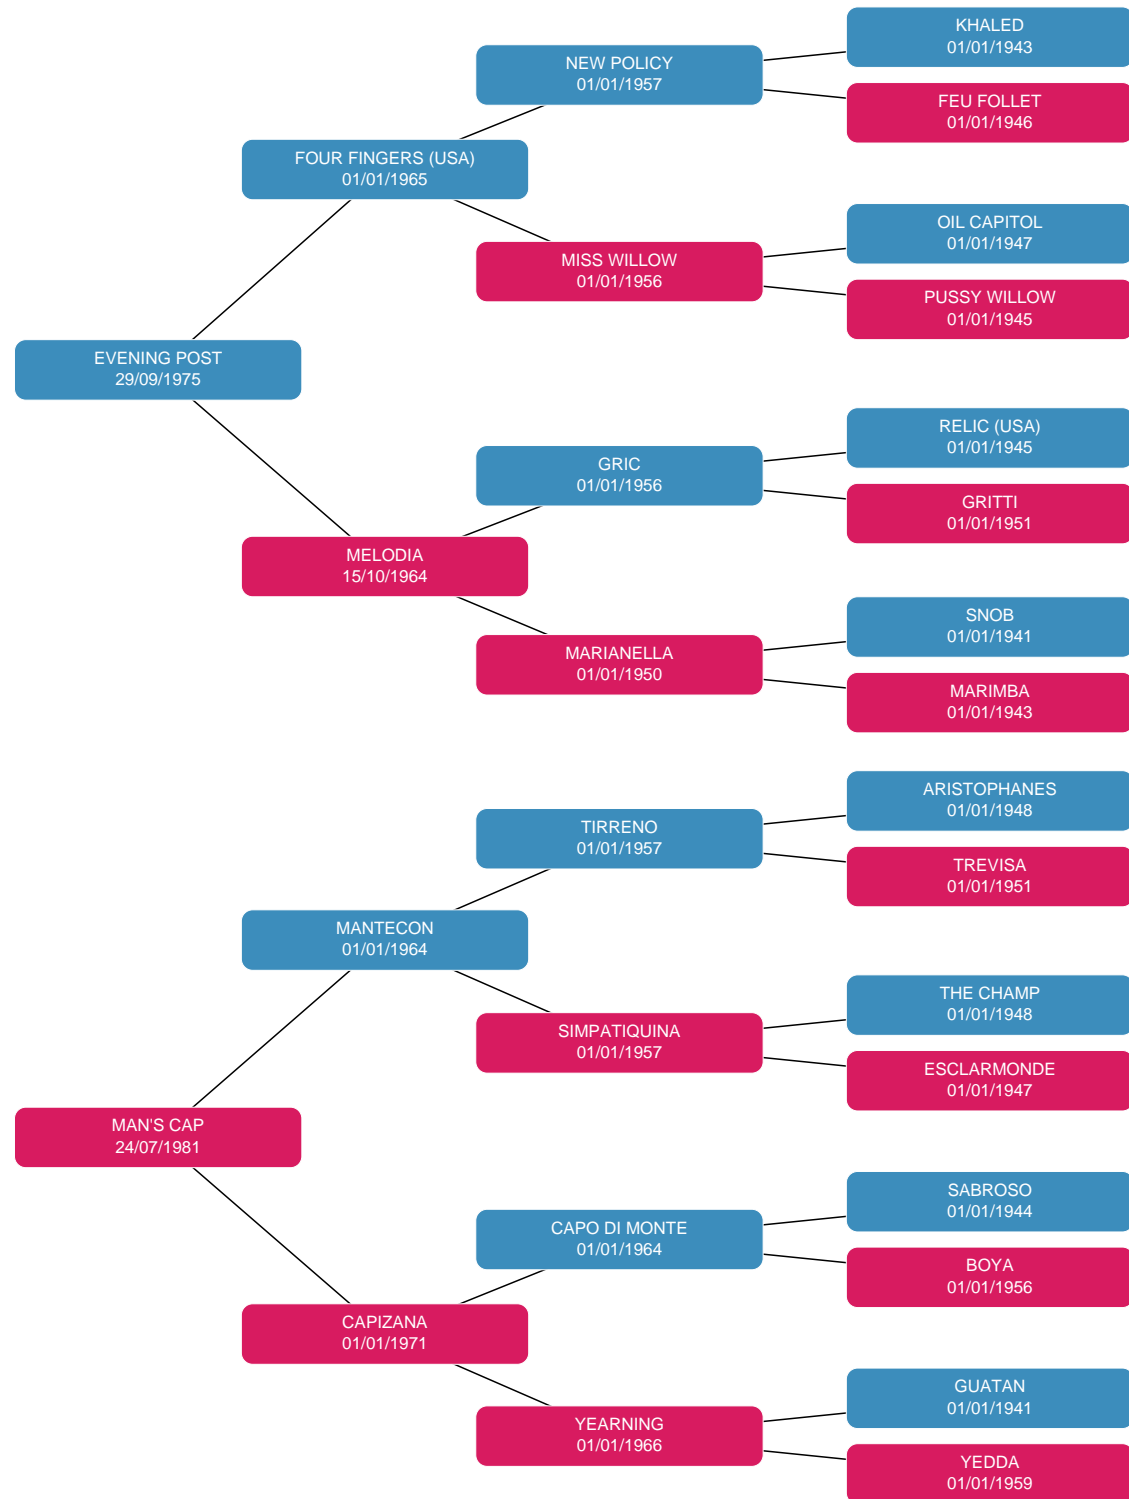 KHALED
01/01/1943
NEW POLICY
01/01/1957
FEU FOLLET
01/01/1946
FOUR FINGERS (USA)
01/01/1965
OIL CAPITOL
01/01/1947
MISS WILLOW
01/01/1956
PUSSY WILLOW
01/01/1945
EVENING POST
29/09/1975
RELIC (USA)
01/01/1945
GRIC
01/01/1956
GRITTI
01/01/1951
MELODIA
15/10/1964
SNOB
01/01/1941
MARIANELLA
01/01/1950
MARIMBA
01/01/1943
ARISTOPHANES
01/01/1948
TIRRENO
01/01/1957
TREVISA
01/01/1951
MANTECON
01/01/1964
THE CHAMP
01/01/1948
SIMPATIQUINA
01/01/1957
ESCLARMONDE
01/01/1947
MAN'S CAP
24/07/1981
SABROSO
01/01/1944
CAPO DI MONTE
01/01/1964
BOYA
01/01/1956
CAPIZANA
01/01/1971
GUATAN
01/01/1941
YEARNING
01/01/1966
YEDDA
01/01/1959